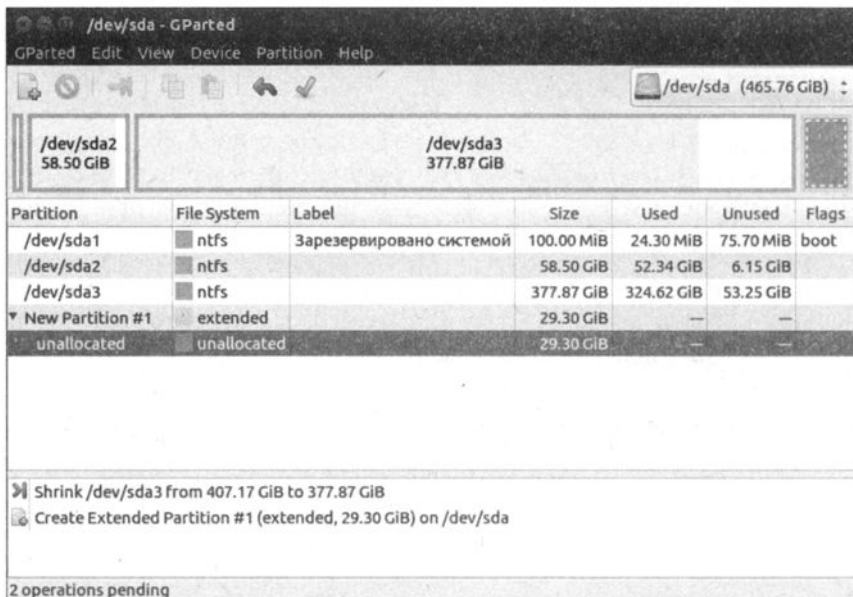 /dev/sda - GParted
GParted Edit View Device Partition Help
/dev/sda (465.76 GiB)
/dev/sda2
58.50 GiB
/dev/sda3
377.87 GiB
Partition File System Label Size Used Unused Flags
/dev/sda1 ntfs Зарезервировано системой 100.00 MiB 24.30 MiB 75.70 MiB boot
/dev/sda2 ntfs 58.50 GiB 52.34 GiB 6.15 GiB
/dev/sda3 ntfs 377.87 GiB 324.62 GiB 53.25 GiB
New Partition #1 extended 29.30 GiB — —
unallocated unallocated 29.30 GiB — —
Shrink /dev/sda3 from 407.17 GiB to 377.87 GiB
Create Extended Partition #1 (extended, 29.30 GiB) on /dev/sda
2 operations pending